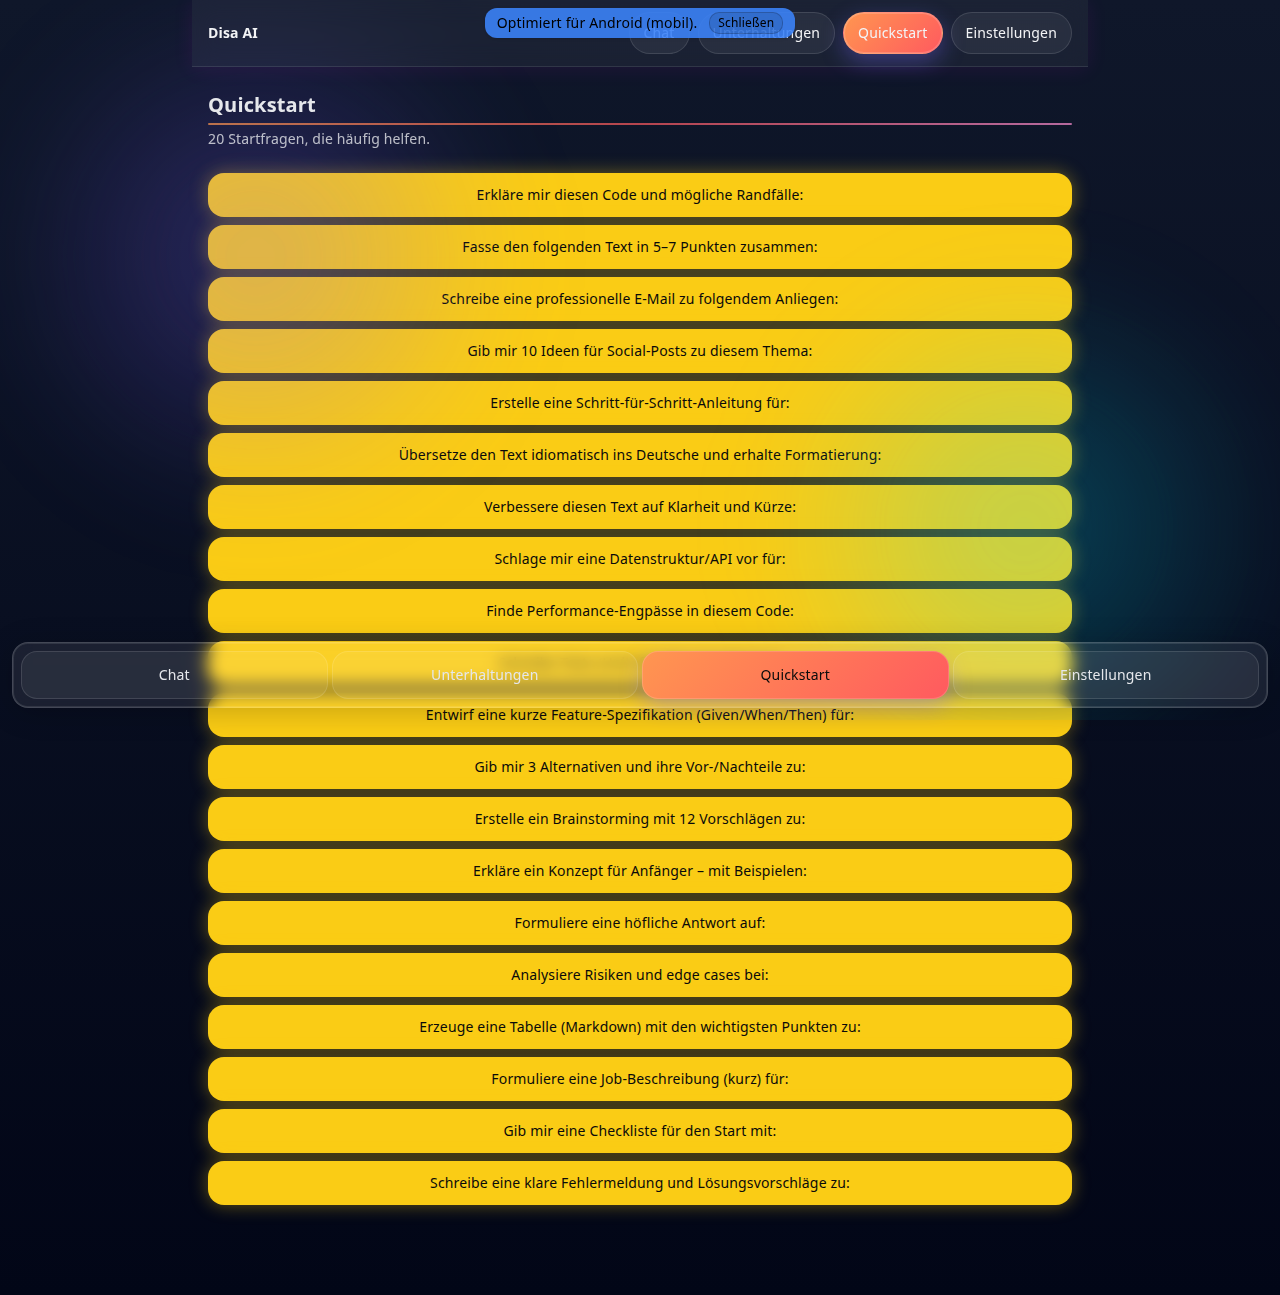 Disa AI
Optimiert für Android (mobil). Schließen
Chat
Quickstart
Einstellungen
Quickstart
20 Startfragen, die häufig helfen.
Erkläre mir diesen Code und mögliche Randfälle:
Fasse den folgenden Text in 5–7 Punkten zusammen:
Schreibe eine professionelle E-Mail zu folgendem Anliegen:
Gib mir 10 Ideen für Social-Posts zu diesem Thema:
Erstelle eine Schritt-für-Schritt-Anleitung für:
Übersetze den Text idiomatisch ins Deutsche und erhalte Formatierung:
Verbessere diesen Text auf Klarheit und Kürze:
Schlage mir eine Datenstruktur/API vor für:
Finde Performance-Engpässe in diesem Code:
Chat
Unterhaltungen
Quickstart
Einstellungen
Entwirf eine kurze Feature-Spezifikation (Given/When/Then) für:
Gib mir 3 Alternativen und ihre Vor-/Nachteile zu:
Erstelle ein Brainstorming mit 12 Vorschlägen zu:
Erkläre ein Konzept für Anfänger – mit Beispielen:
Formuliere eine höfliche Antwort auf:
Analysiere Risiken und edge cases bei:
Erzeuge eine Tabelle (Markdown) mit den wichtigsten Punkten zu:
Formuliere eine Job-Beschreibung (kurz) für:
Gib mir eine Checkliste für den Start mit:
Schreibe eine klare Fehlermeldung und Lösungsvorschläge zu: